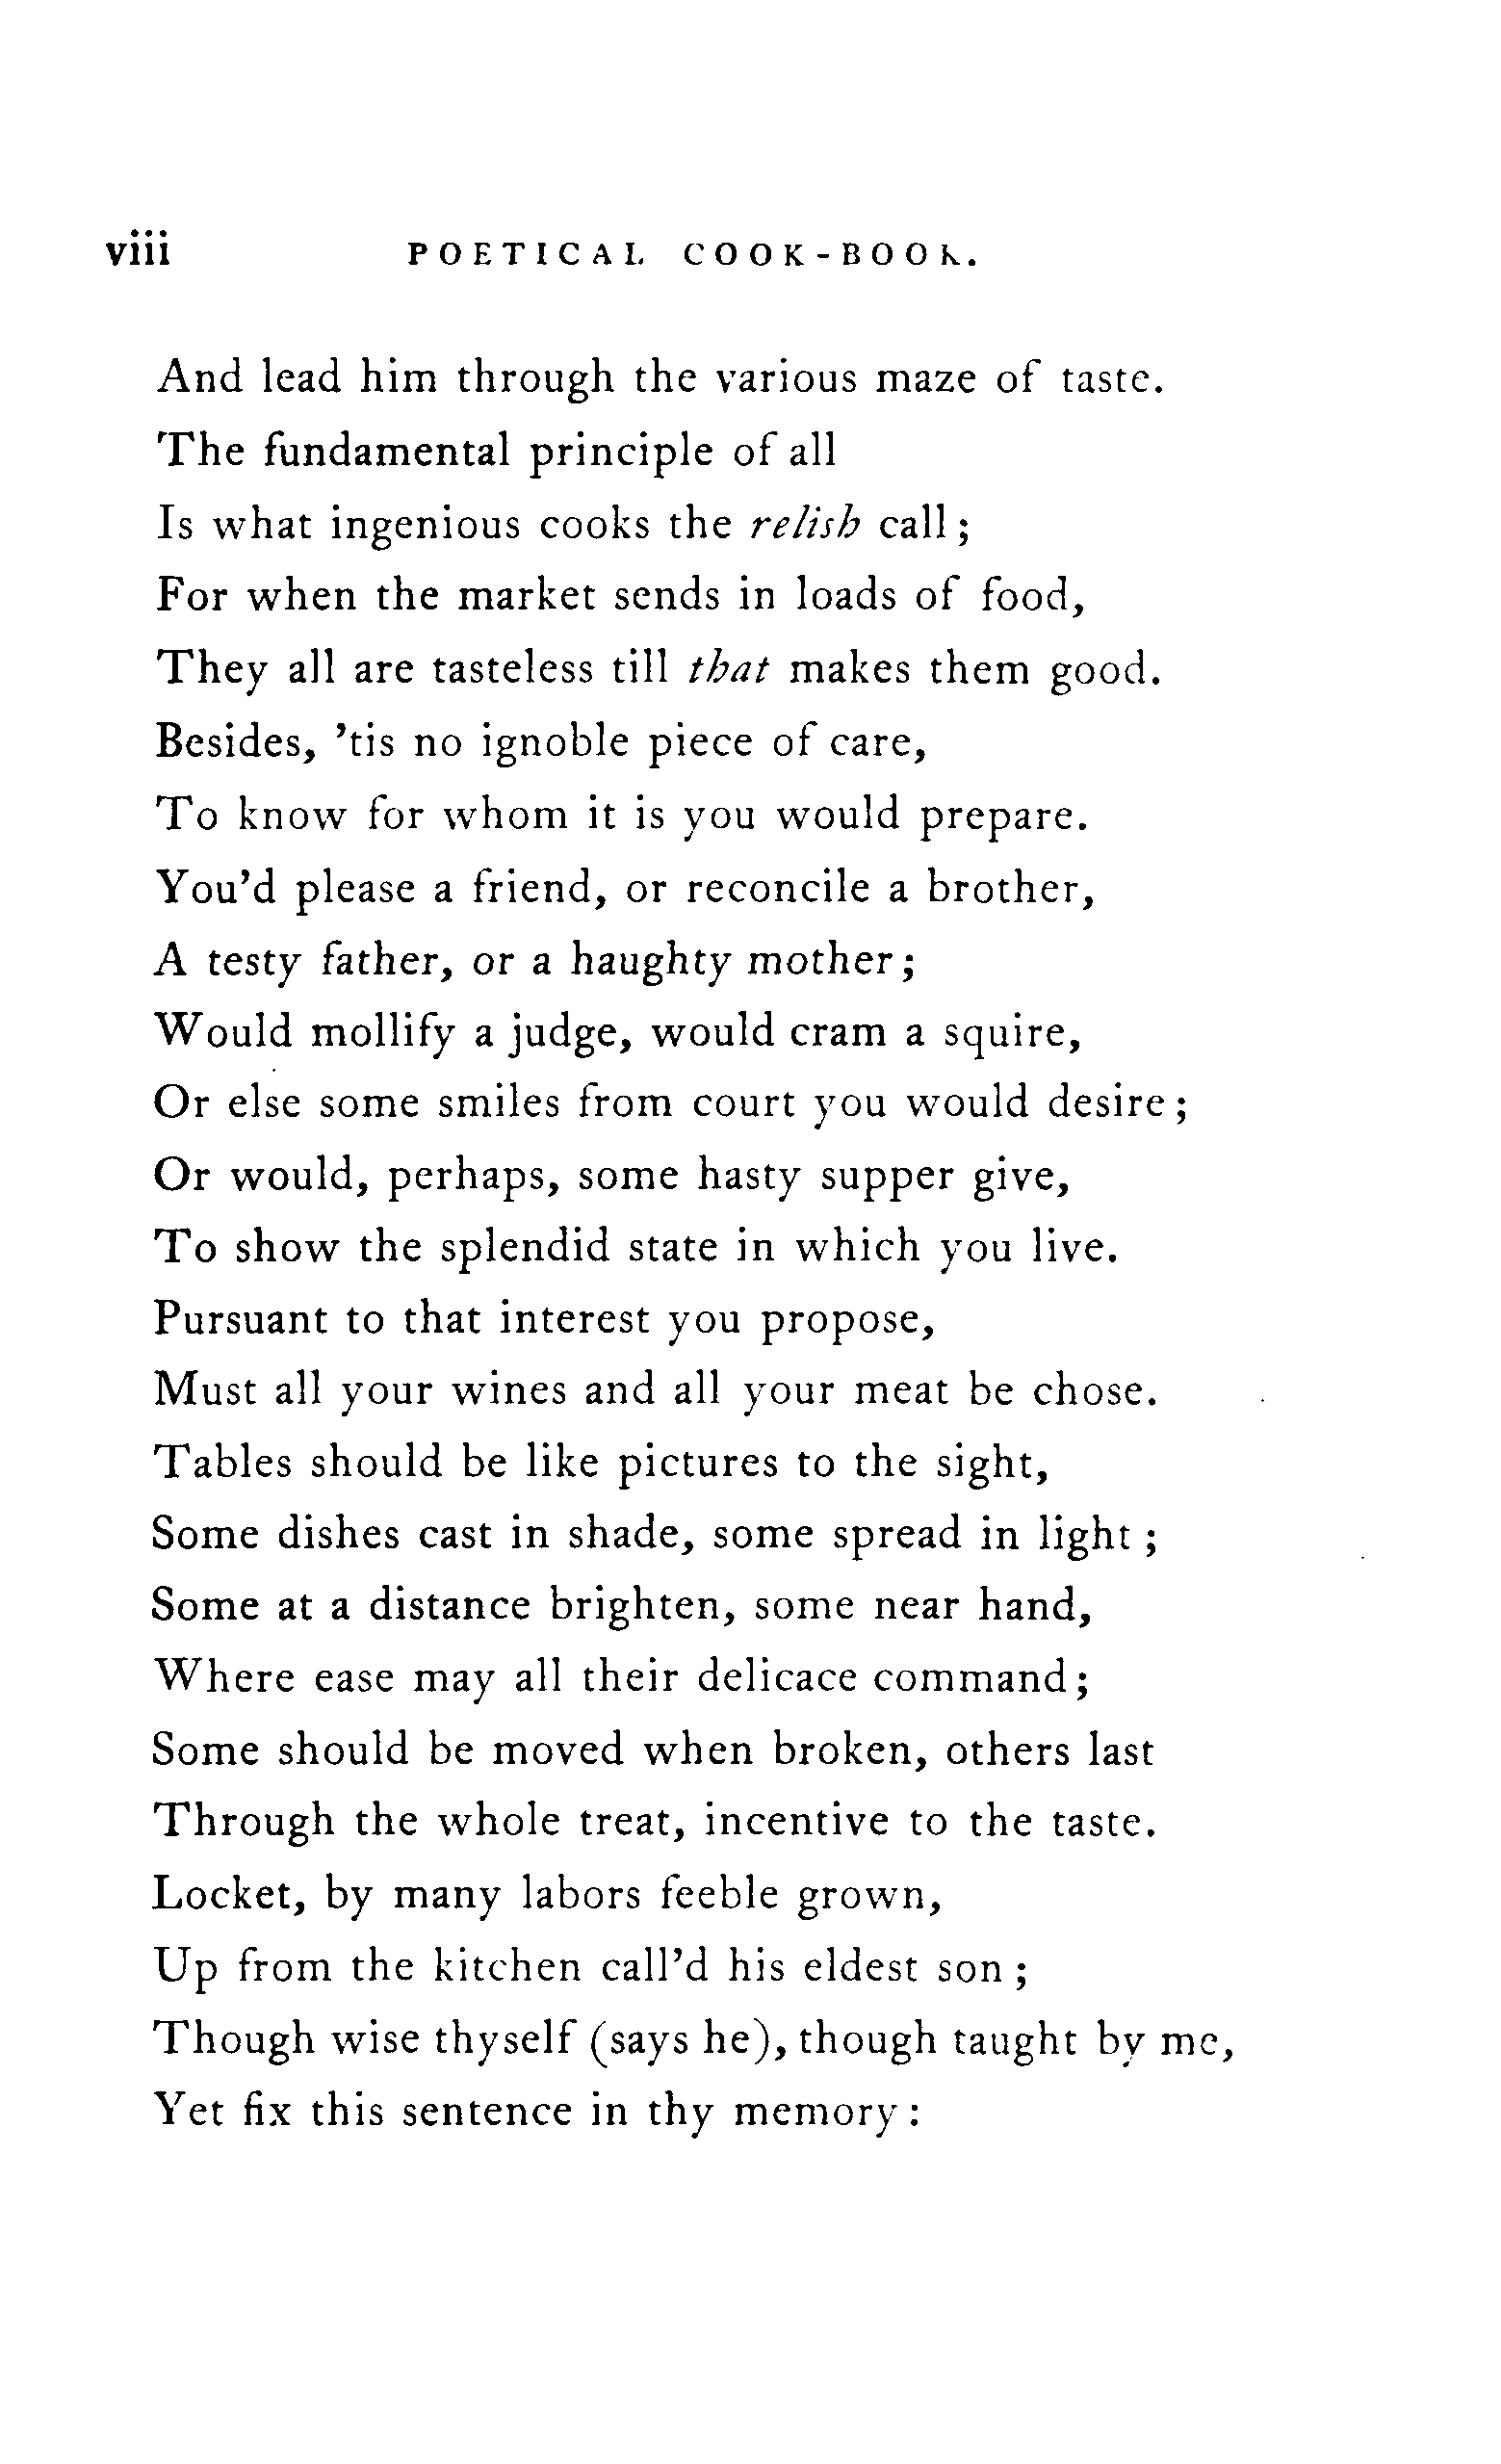 viii POETICAL COOK-BOOK.
And lead him through the various maze of taste.
The fundamental principle of all
Is what ingenious cooks the relish call;
For when the market sends in loads of food,
They all are tasteless till that makes them good.
Besides, 'tis no ignoble piece of care,
To know for whom it is you would prepare.
You'd please a friend, or reconcile a brother,
A testy father, or a haughty mother;
Would mollify a judge, would cram a squire,
Or else some smiles from court you would desire;
Or would, perhaps, some hasty supper give,
To show the splendid state in which you live.
Pursuant to that interest you propose,
Must all your wines and all your meat be chose.
Tables should be like pictures to the sight,
Some dishes cast in shade, some spread in light;
Some at a distance brighten, some near hand,
Where ease may all their delicace command;
Some should be moved when broken, others last
Through the whole treat, incentive to the taste.
Locket, by many labors feeble grown,
Up from the kitchen call'd his eldest son;
Though wise thyself (says he), though taught by me,
Yet fix this sentence in thy memory: